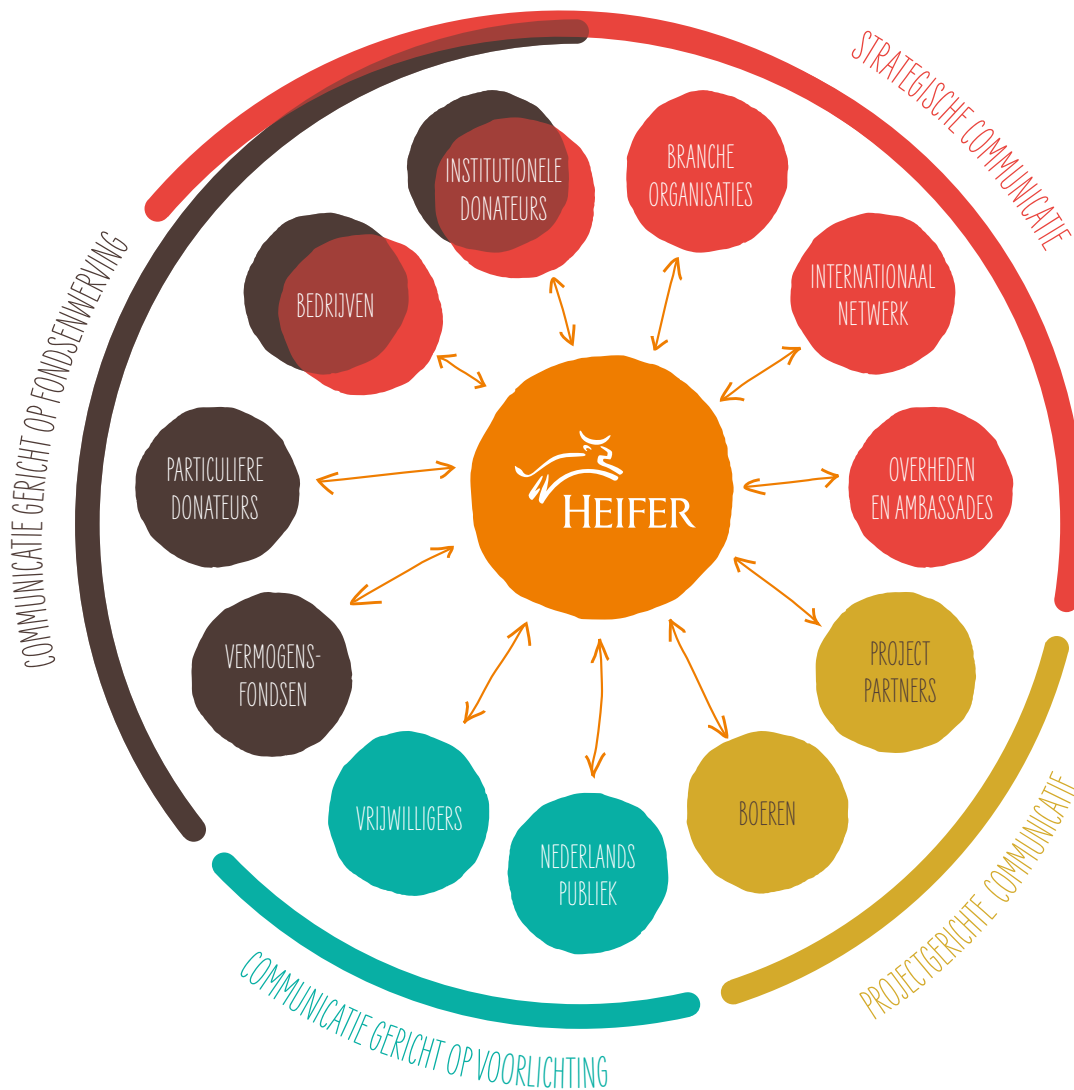 STRATEGISCHE COMMUNICATIE
COMMUNICATIE GERICHT OP FONDSENWERVING
INSTITUTIONELE
DONATEURS
BRANCHE
ORGANISATIES
BEDRIJVEN
INTERNATIONAAL
NETWERK
PARTICULIERE
DONATEURS
HEIFER
OVERHEDEN
EN AMBASSADES
VERMOGENS-
FONDSEN
PROJECT
PARTNERS
VRIJWILLIGERS
NEDERLANDS
PUBLIEK
BOEREN
PROJECTGERICHTE COMMUNICATIE
COMMUNICATIE GERICHT OP VOORLICHTING